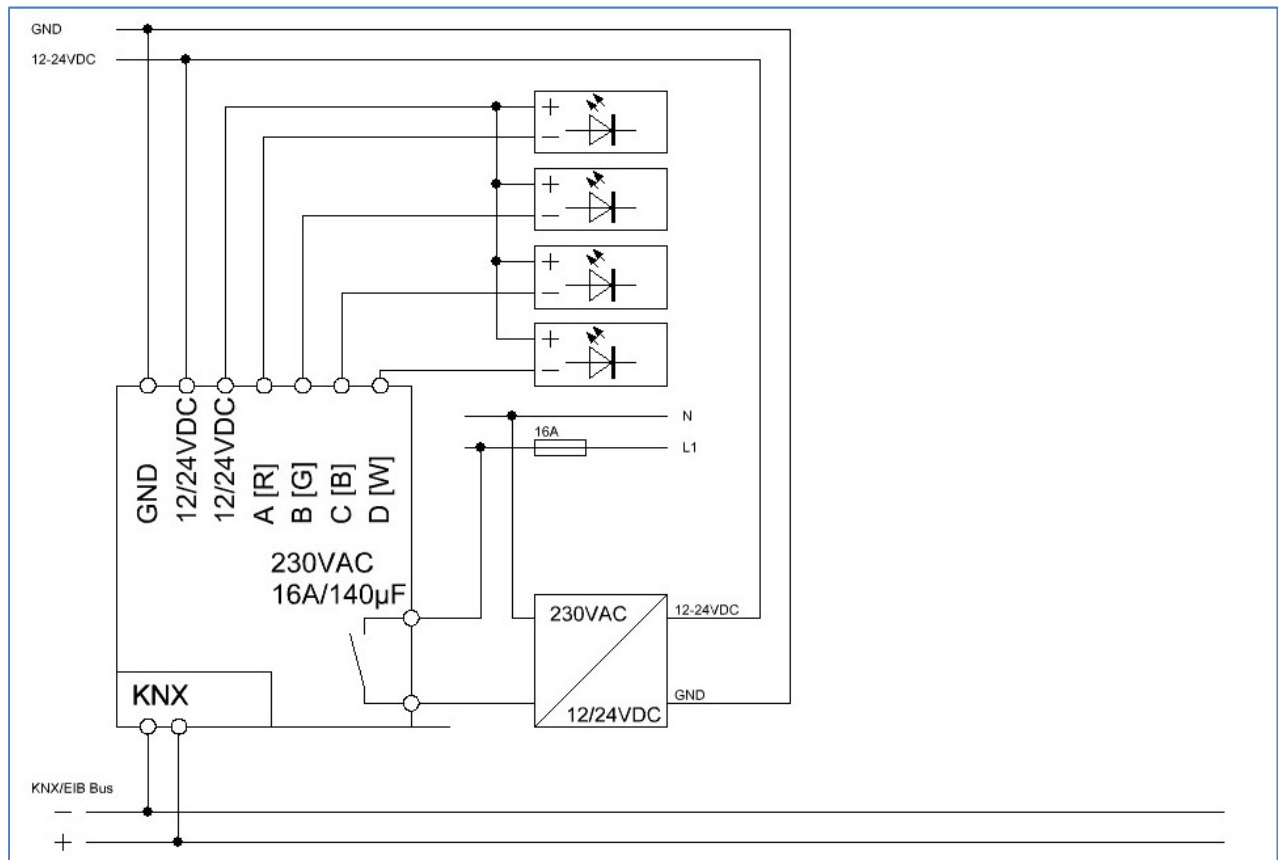 GND
12-24VDC
+
−
+
−
+
−
+
−
N
16A
L1
GND
12/24VDC
12/24VDC
A [R]
B [G]
C [B]
D [W]
230VAC
16A/140µF
230VAC
12/24VDC
12-24VDC
GND
KNX
KNX/EIB Bus
−
+